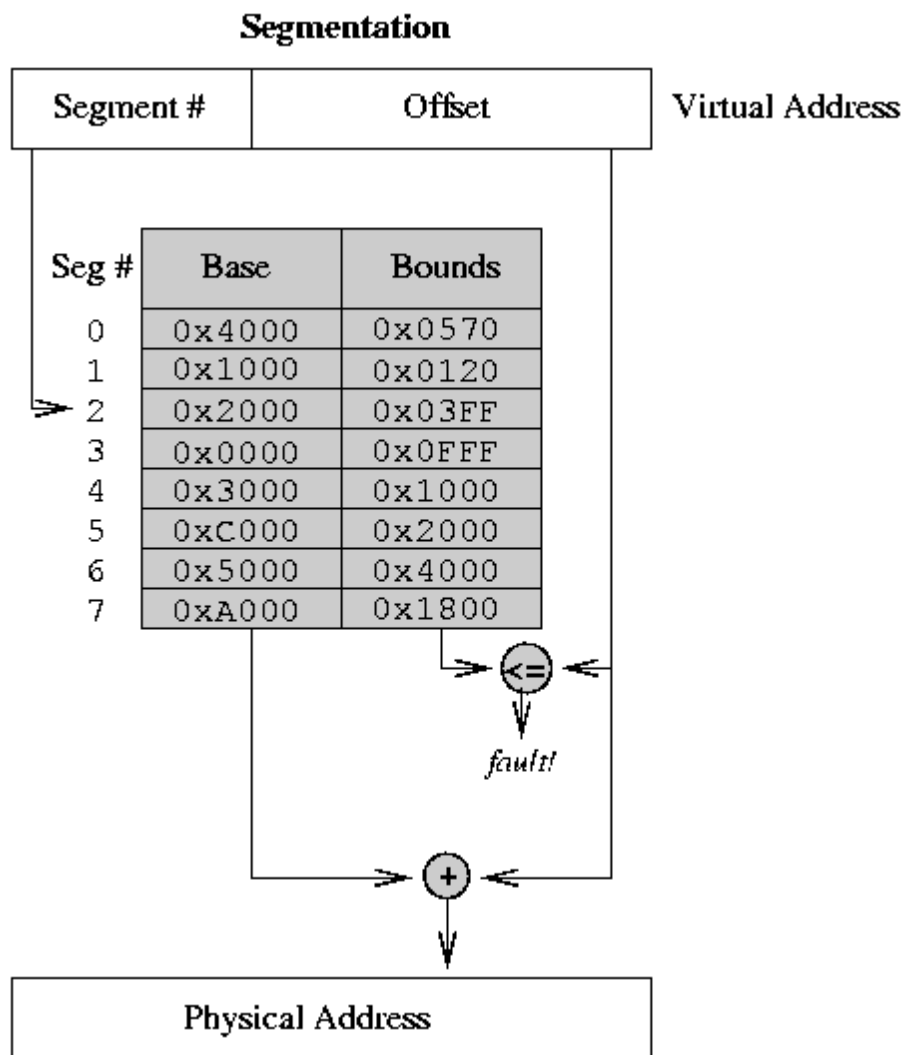 Segmentation
Segment # Offset Virtual Address
Seg # Base Bounds
0 0x4000 0x0570
1 0x1000 0x0120
2 0x2000 0x03FF
3 0x0000 0x0FFF
4 0x3000 0x1000
5 0xC000 0x2000
6 0x5000 0x4000
7 0xA000 0x1800
<=
fault!
+
Physical Address